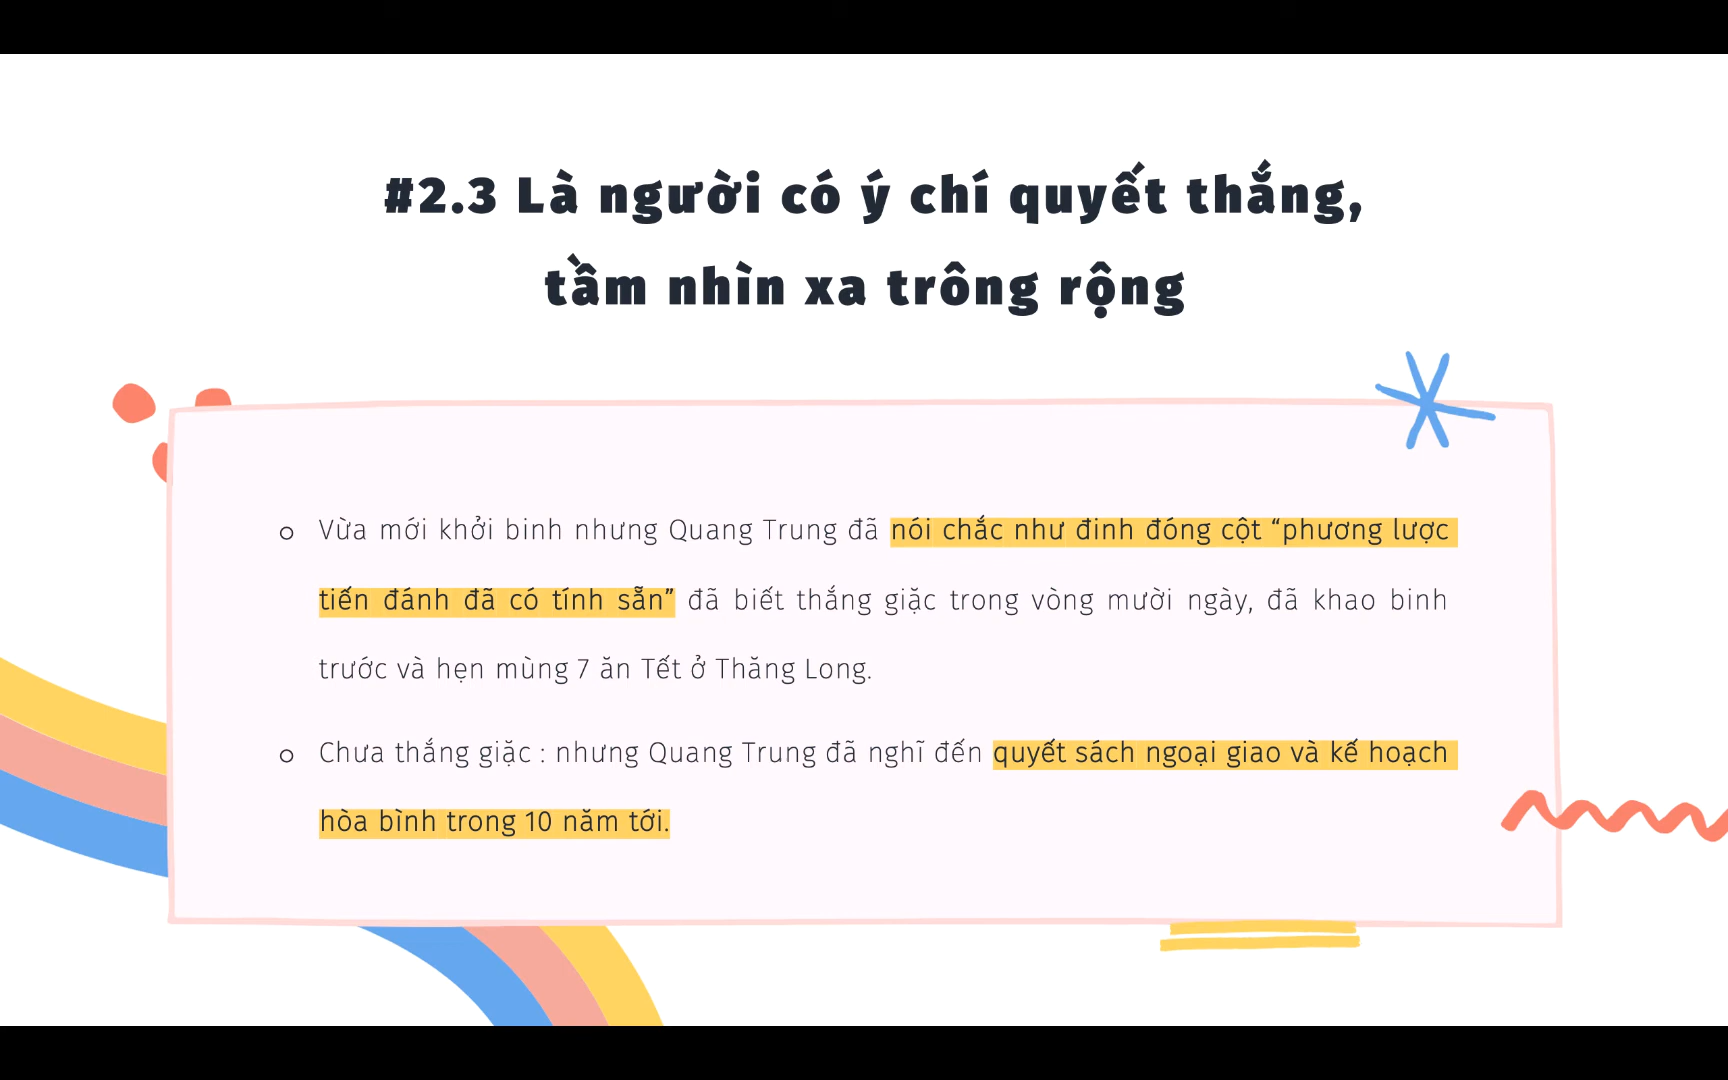 #2.3 Là người có ý chí quyết thắng,
tầm nhìn xa trông rộng
Vừa mới khởi binh nhưng Quang Trung đã nói chắc như đinh đóng cột “phương lược
tiến đánh đã có tính sẵn” đã biết thắng giặc trong vòng mười ngày, đã khao binh
trước và hẹn mùng 7 ăn Tết ở Thăng Long.
Chưa thắng giặc : nhưng Quang Trung đã nghĩ đến quyết sách ngoại giao và kế hoạch
hòa bình trong 10 năm tới.